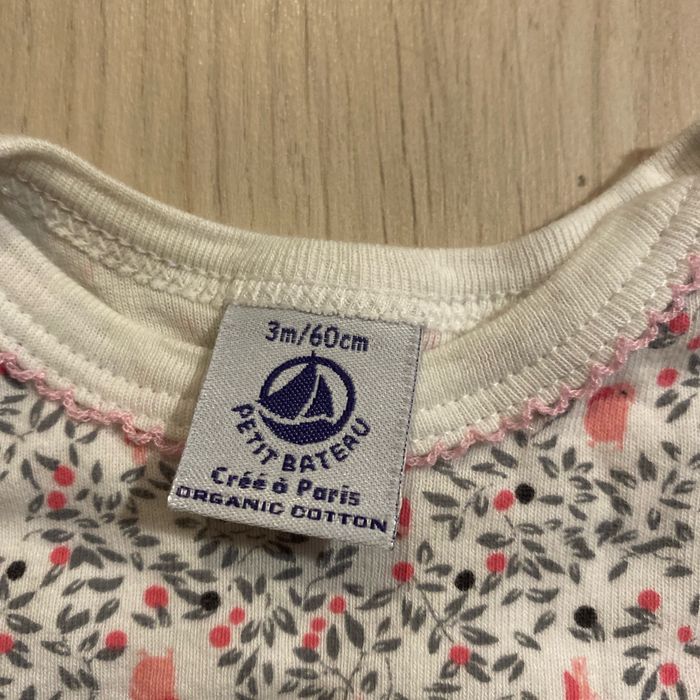 3m/60cm
PETIT BATEAU
Créé à Paris
ORGANIC COTTON